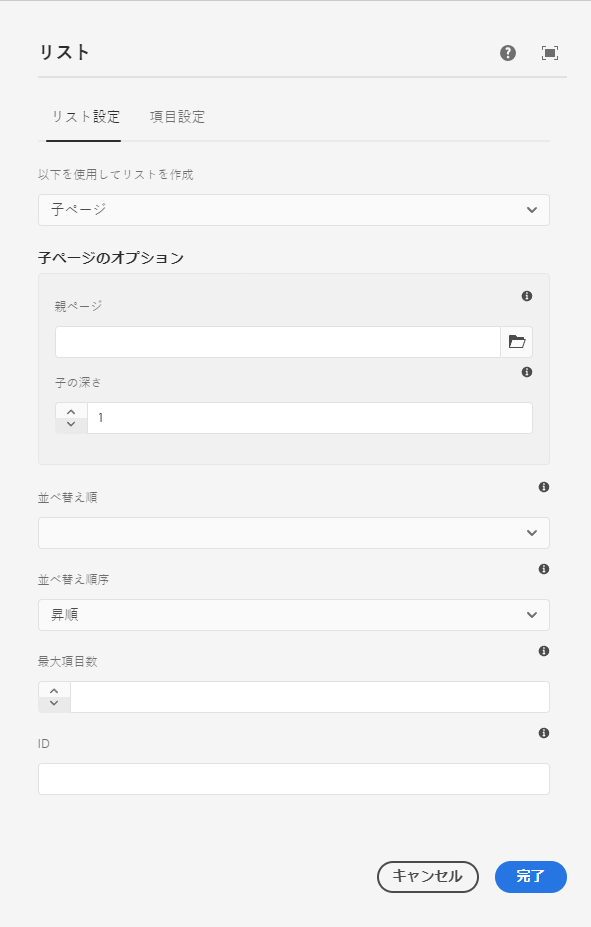 リスト
リスト設定 項目設定
以下を使用してリストを作成
子ページ
子ページのオプション
親ページ
子の深さ
1
並べ替え順
並べ替え順序
昇順
最大項目数
ID
キャンセル 完了